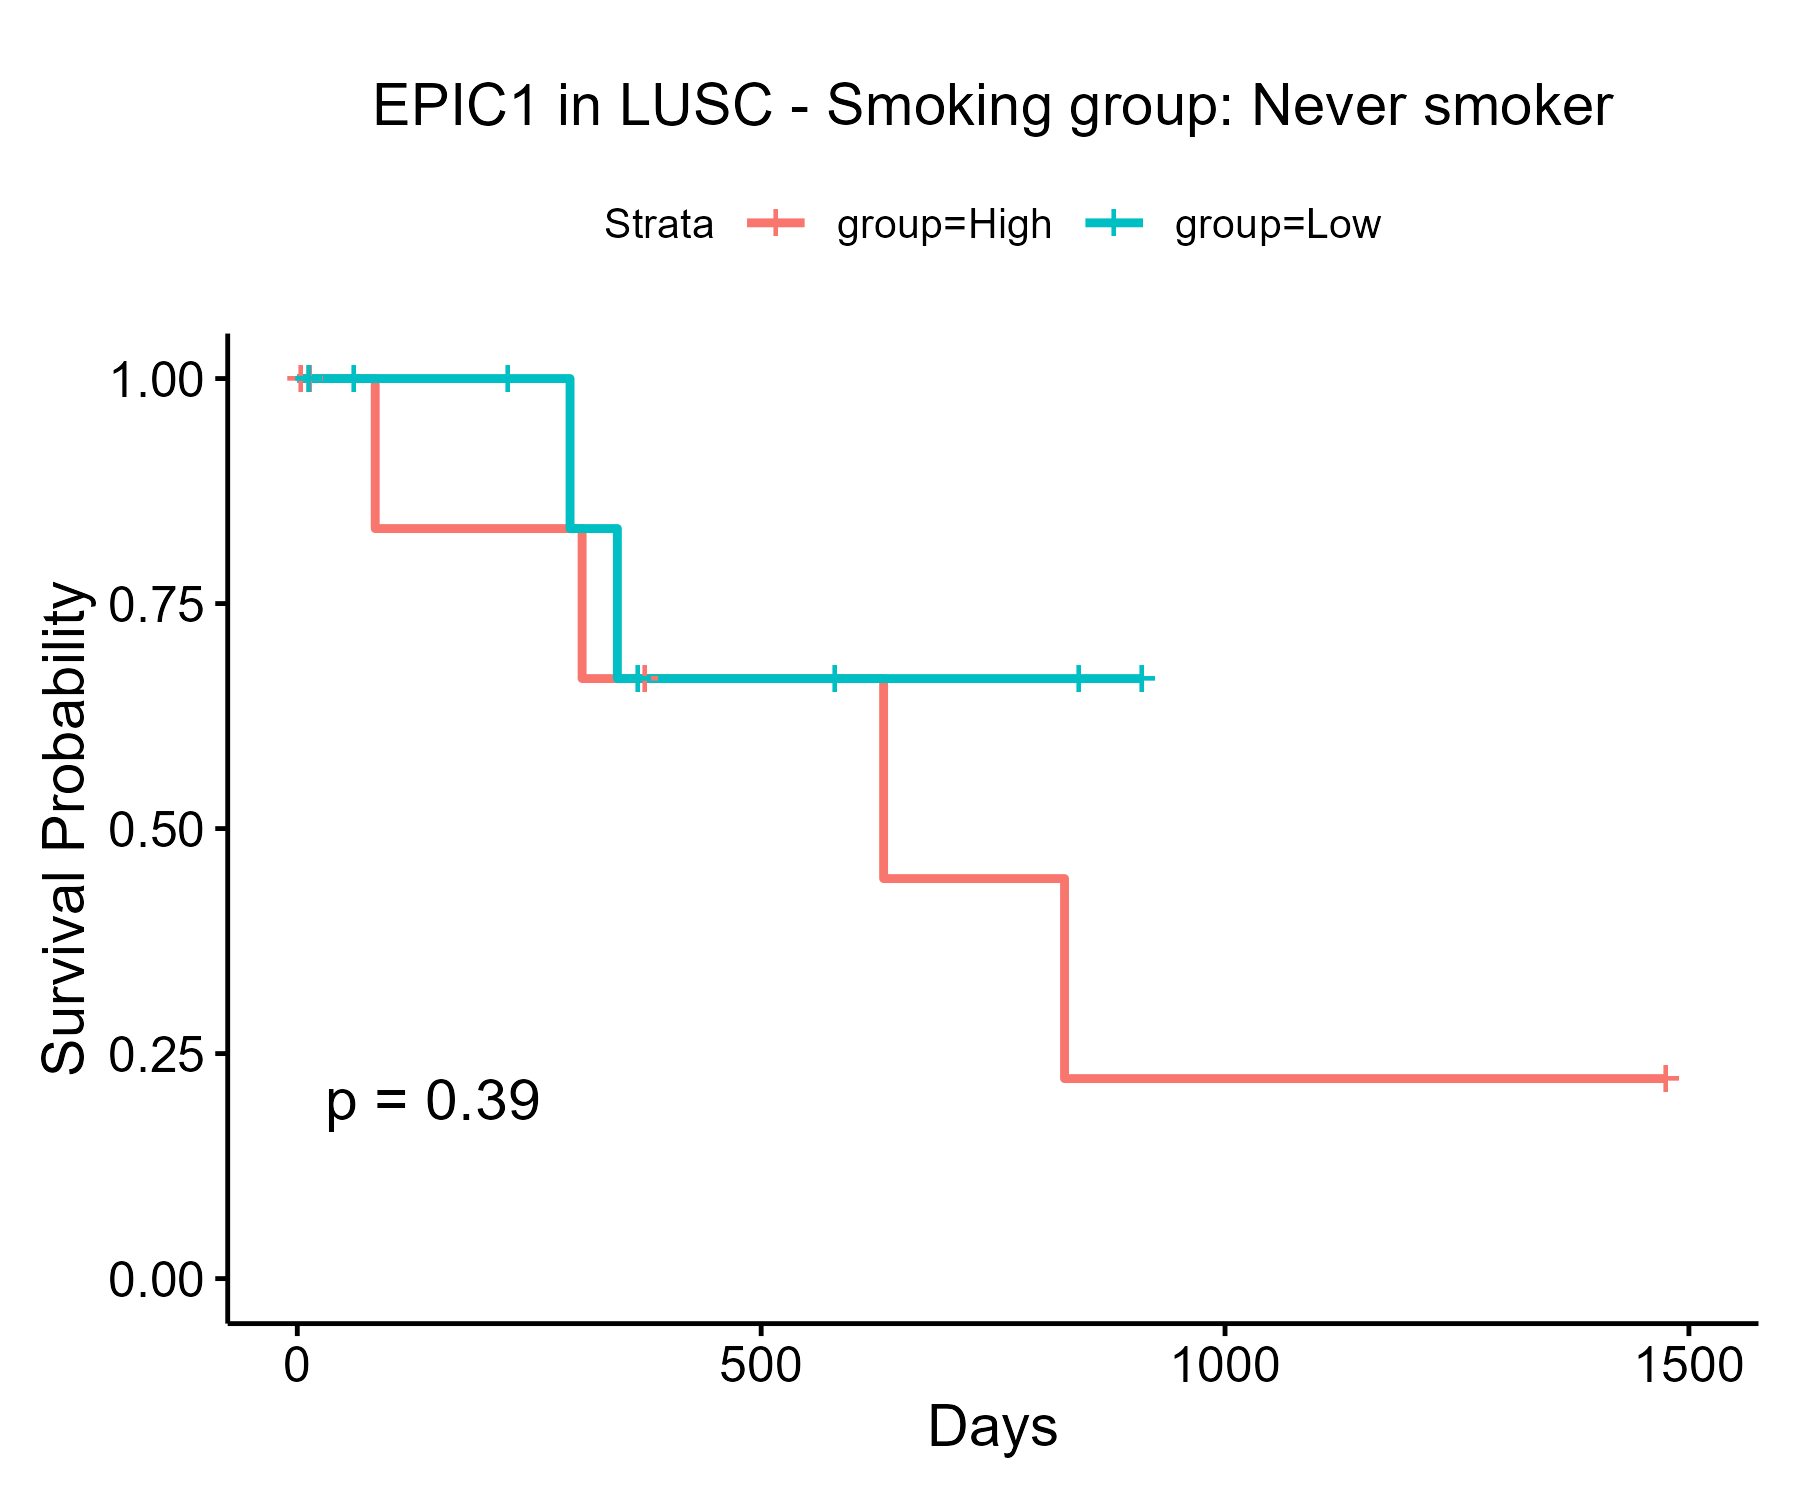 EPIC1 in LUSC - Smoking group: Never smoker
Strata group=High group=Low
Survival Probability
1.00
0.75
0.50
0.25
0.00
p = 0.39
0 500 1000 1500
Days